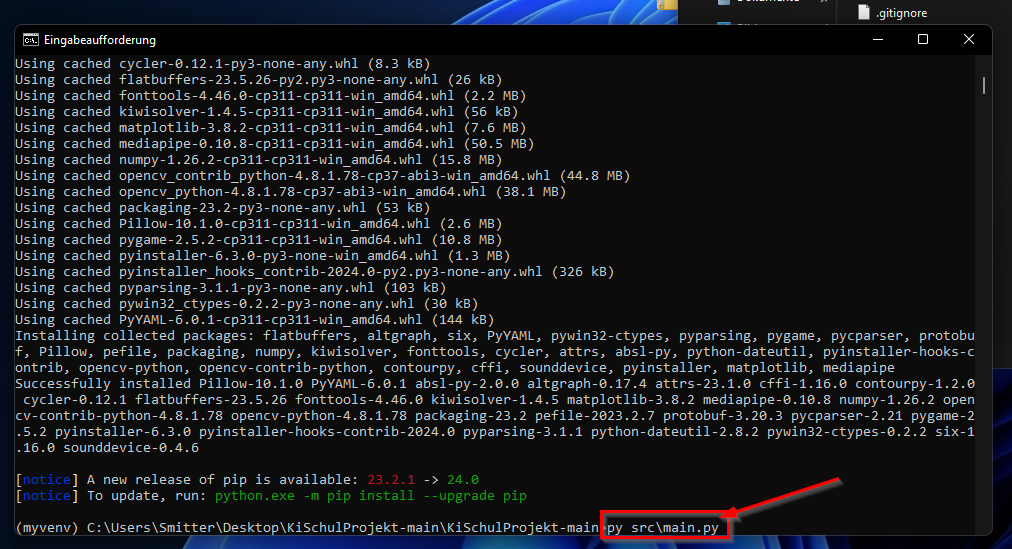 Dokumente
.gitignore
Eingabeaufforderung
Using cached cycler-0.12.1-py3-none-any.whl (8.3 kB)
Using cached flatbuffers-23.5.26-py2.py3-none-any.whl (26 kB)
Using cached fonttools-4.46.0-cp311-cp311-win_amd64.whl (2.2 MB)
Using cached kiwisolver-1.4.5-cp311-cp311-win_amd64.whl (56 kB)
Using cached matplotlib-3.8.2-cp311-cp311-win_amd64.whl (7.6 MB)
Using cached mediapipe-0.10.8-cp311-cp311-win_amd64.whl (50.5 MB)
Using cached numpy-1.26.2-cp311-cp311-win_amd64.whl (15.8 MB)
Using cached opencv_contrib_python-4.8.1.78-cp37-abi3-win_amd64.whl (44.8 MB)
Using cached opencv_python-4.8.1.78-cp37-abi3-win_amd64.whl (38.1 MB)
Using cached packaging-23.2-py3-none-any.whl (53 kB)
Using cached Pillow-10.1.0-cp311-cp311-win_amd64.whl (2.6 MB)
Using cached pygame-2.5.2-cp311-cp311-win_amd64.whl (10.8 MB)
Using cached pyinstaller-6.3.0-py3-none-win_amd64.whl (1.3 MB)
Using cached pyinstaller_hooks_contrib-2024.0-py2.py3-none-any.whl (326 kB)
Using cached pyparsing-3.1.1-py3-none-any.whl (103 kB)
Using cached pywin32_ctypes-0.2.2-py3-none-any.whl (30 kB)
Using cached PyYAML-6.0.1-cp311-cp311-win_amd64.whl (144 kB)
Installing collected packages: flatbuffers, altgraph, six, PyYAML, pywin32-ctypes, pyparsing, pygame, pycparser, protobu
f, Pillow, pefile, packaging, numpy, kiwisolver, fonttools, cycler, attrs, absl-py, python-dateutil, pyinstaller-hooks-c
ontrib, opencv-python, opencv-contrib-python, contourpy, cffi, sounddevice, pyinstaller, matplotlib, mediapipe
Successfully installed Pillow-10.1.0 PyYAML-6.0.1 absl-py-2.0.0 altgraph-0.17.4 attrs-23.1.0 cffi-1.16.0 contourpy-1.2.0
cycler-0.12.1 flatbuffers-23.5.26 fonttools-4.46.0 kiwisolver-1.4.5 matplotlib-3.8.2 mediapipe-0.10.8 numpy-1.26.2 open
cv-contrib-python-4.8.1.78 opencv-python-4.8.1.78 packaging-23.2 pefile-2023.2.7 protobuf-3.20.3 pycparser-2.21 pygame-2
.5.2 pyinstaller-6.3.0 pyinstaller-hooks-contrib-2024.0 pyparsing-3.1.1 python-dateutil-2.8.2 pywin32-ctypes-0.2.2 six-1
.16.0 sounddevice-0.4.6
[notice] A new release of pip is available: 23.2.1 -> 24.0
[notice] To update, run: python.exe -m pip install --upgrade pip
(myvenv) C:\Users\Smitter\Desktop\KiSchulProjekt-main\KiSchulProjekt-main>py src\main.py